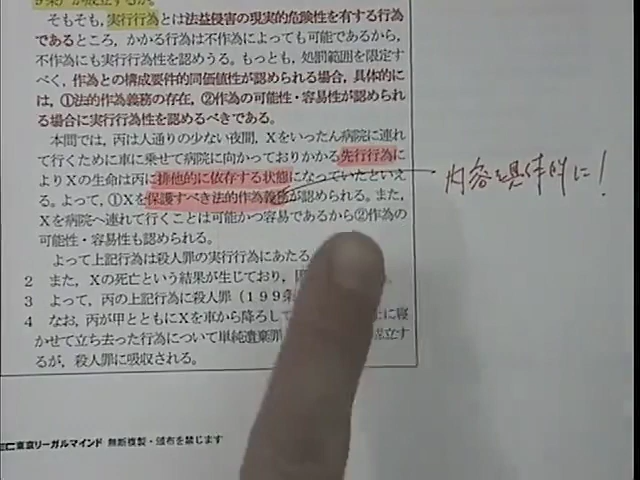 条）が成立するか。
そもそも，実行行為とは法益侵害の現実的危険性を有する行為
であるところ，かかる行為は不作為によっても可能であるから，
不作為にも実行行為性を認めうる。もっとも，処罰範囲を限定す
べく，作為との構成要件的同価値性が認められる場合，具体的に
は，①法的作為義務の存在，②作為の可能性・容易性が認められ
る場合に実行行為性を認めるべきである。
本問では，丙は人通りの少ない夜間，Xをいったん病院に連れ
て行くために車に乗せて病院に向かっておりかかる先行行為に
よりXの生命は丙に排他的に依存する状態になっていたといえ
る。よって，①Xを保護すべき法的作為義務が認められる。また，
Xを病院へ連れて行くことは可能かつ容易であるから②作為の
可能性・容易性も認められる。
よって上記行為は殺人罪の実行行為にあたる
2 また，Xの死亡という結果が生じており，
3 よって，丙の上記行為に殺人罪（199条
4 なお，丙が甲とともにXを車から降ろして 上に寝
かせて立ち去った行為について単純遺棄罪 成立す
るが，殺人罪に吸収される。
内容を具体的に！
東京リーガルマインド 無断複製・頒布を禁じます